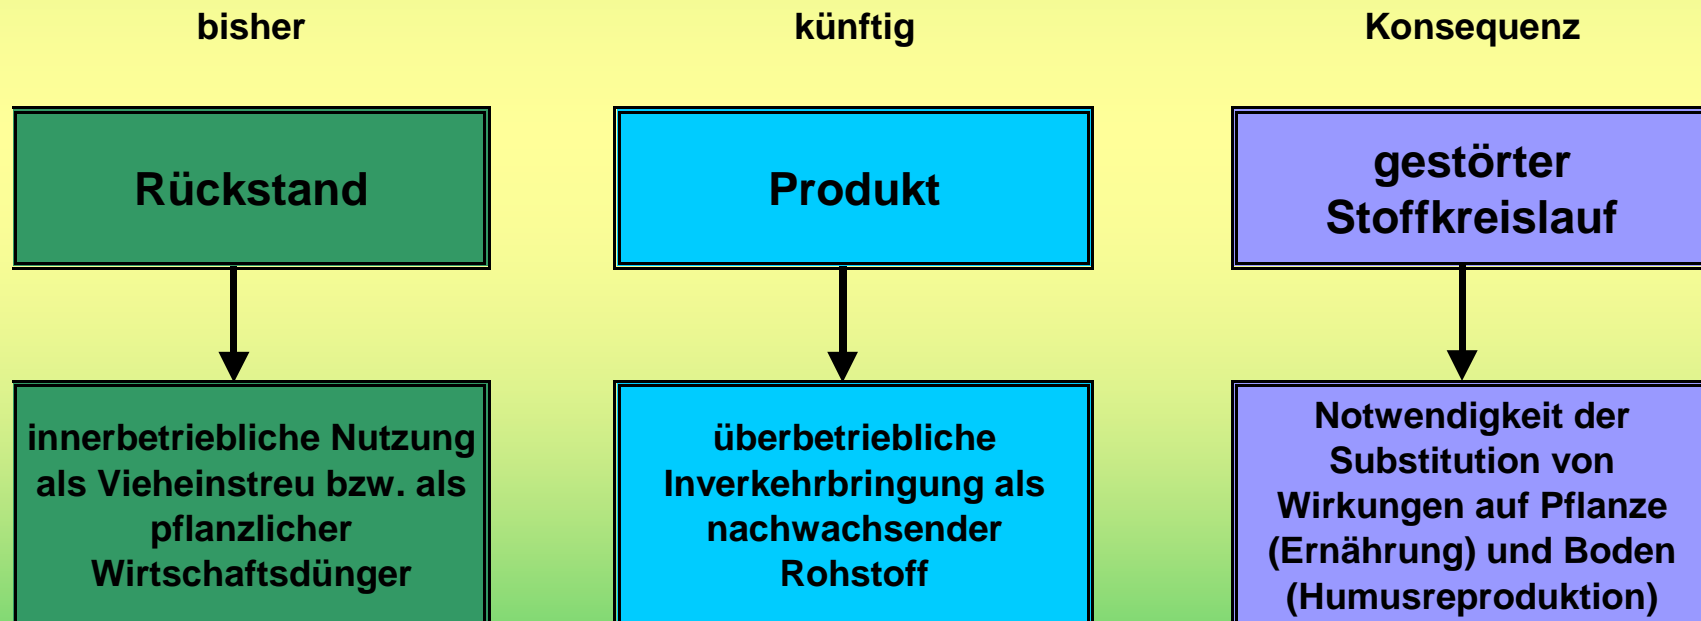 bisher
künftig
Konsequenz
Rückstand
Produkt
gestörter
Stoffkreislauf
innerbetriebliche Nutzung
als Vieheinstreu bzw. als
pflanzlicher
Wirtschaftsdünger
überbetriebliche
Inverkehrbringung als
nachwachsender
Rohstoff
Notwendigkeit der
Substitution von
Wirkungen auf Pflanze
(Ernährung) und Boden
(Humusreproduktion)